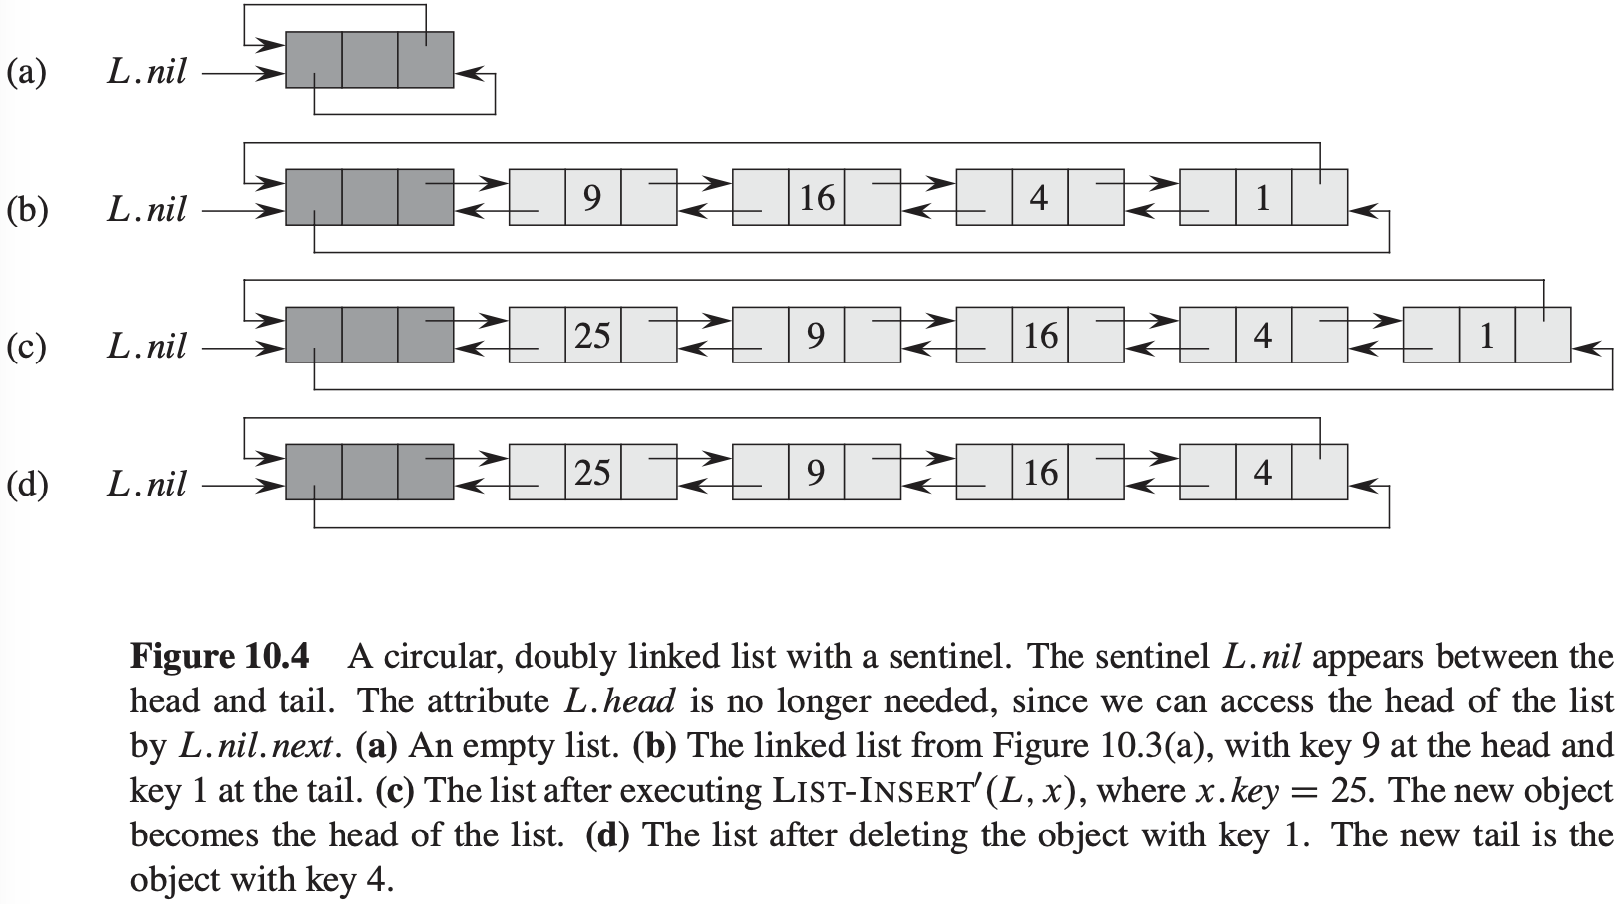 (a) L.nil
(b) L.nil 9 16 4 1
(c) L.nil 25 9 16 4 1
(d) L.nil 25 9 16 4
Figure 10.4 A circular, doubly linked list with a sentinel. The sentinel L.nil appears between the
head and tail. The attribute L.head is no longer needed, since we can access the head of the list
by L.nil.next. (a) An empty list. (b) The linked list from Figure 10.3(a), with key 9 at the head and
key 1 at the tail. (c) The list after executing LIST-INSERT′(L, x), where x.key = 25. The new object
becomes the head of the list. (d) The list after deleting the object with key 1. The new tail is the
object with key 4.